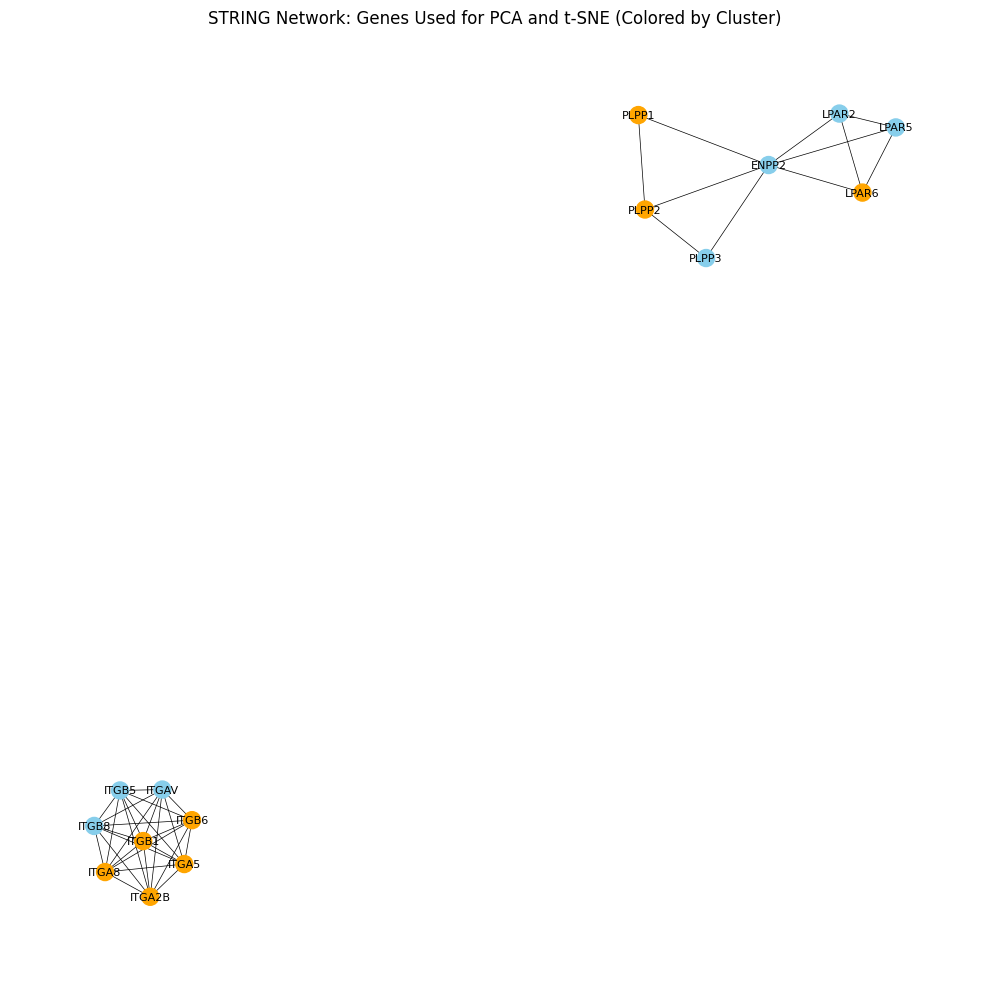 STRING Network: Genes Used for PCA and t-SNE (Colored by Cluster)
PLPP1
LPAR2
LPAR5
ENPP2
LPAR6
PLPP2
PLPP3
ITGB5
ITGAV
ITGB6
ITGB8
ITGB1
ITGA5
ITGA8
ITGA2B